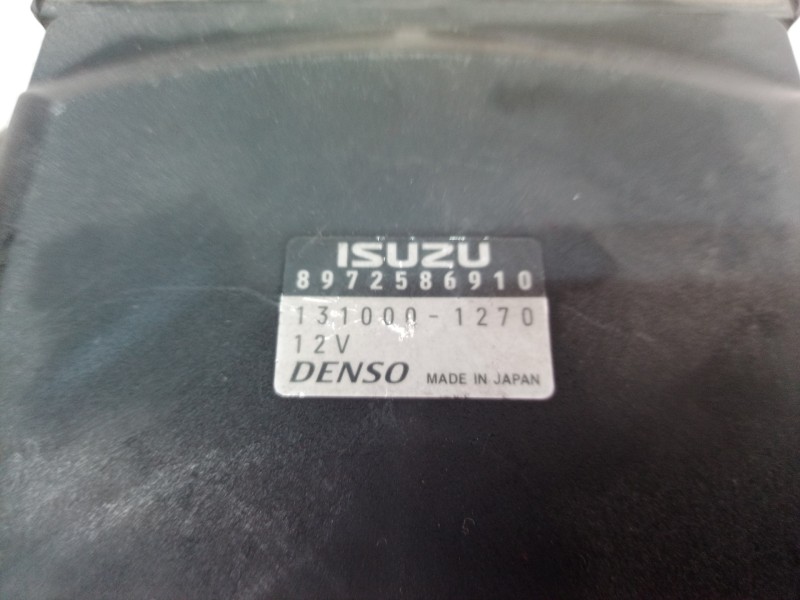 ISUZU
8972586910
131000-1270
12V
DENSO MADE IN JAPAN